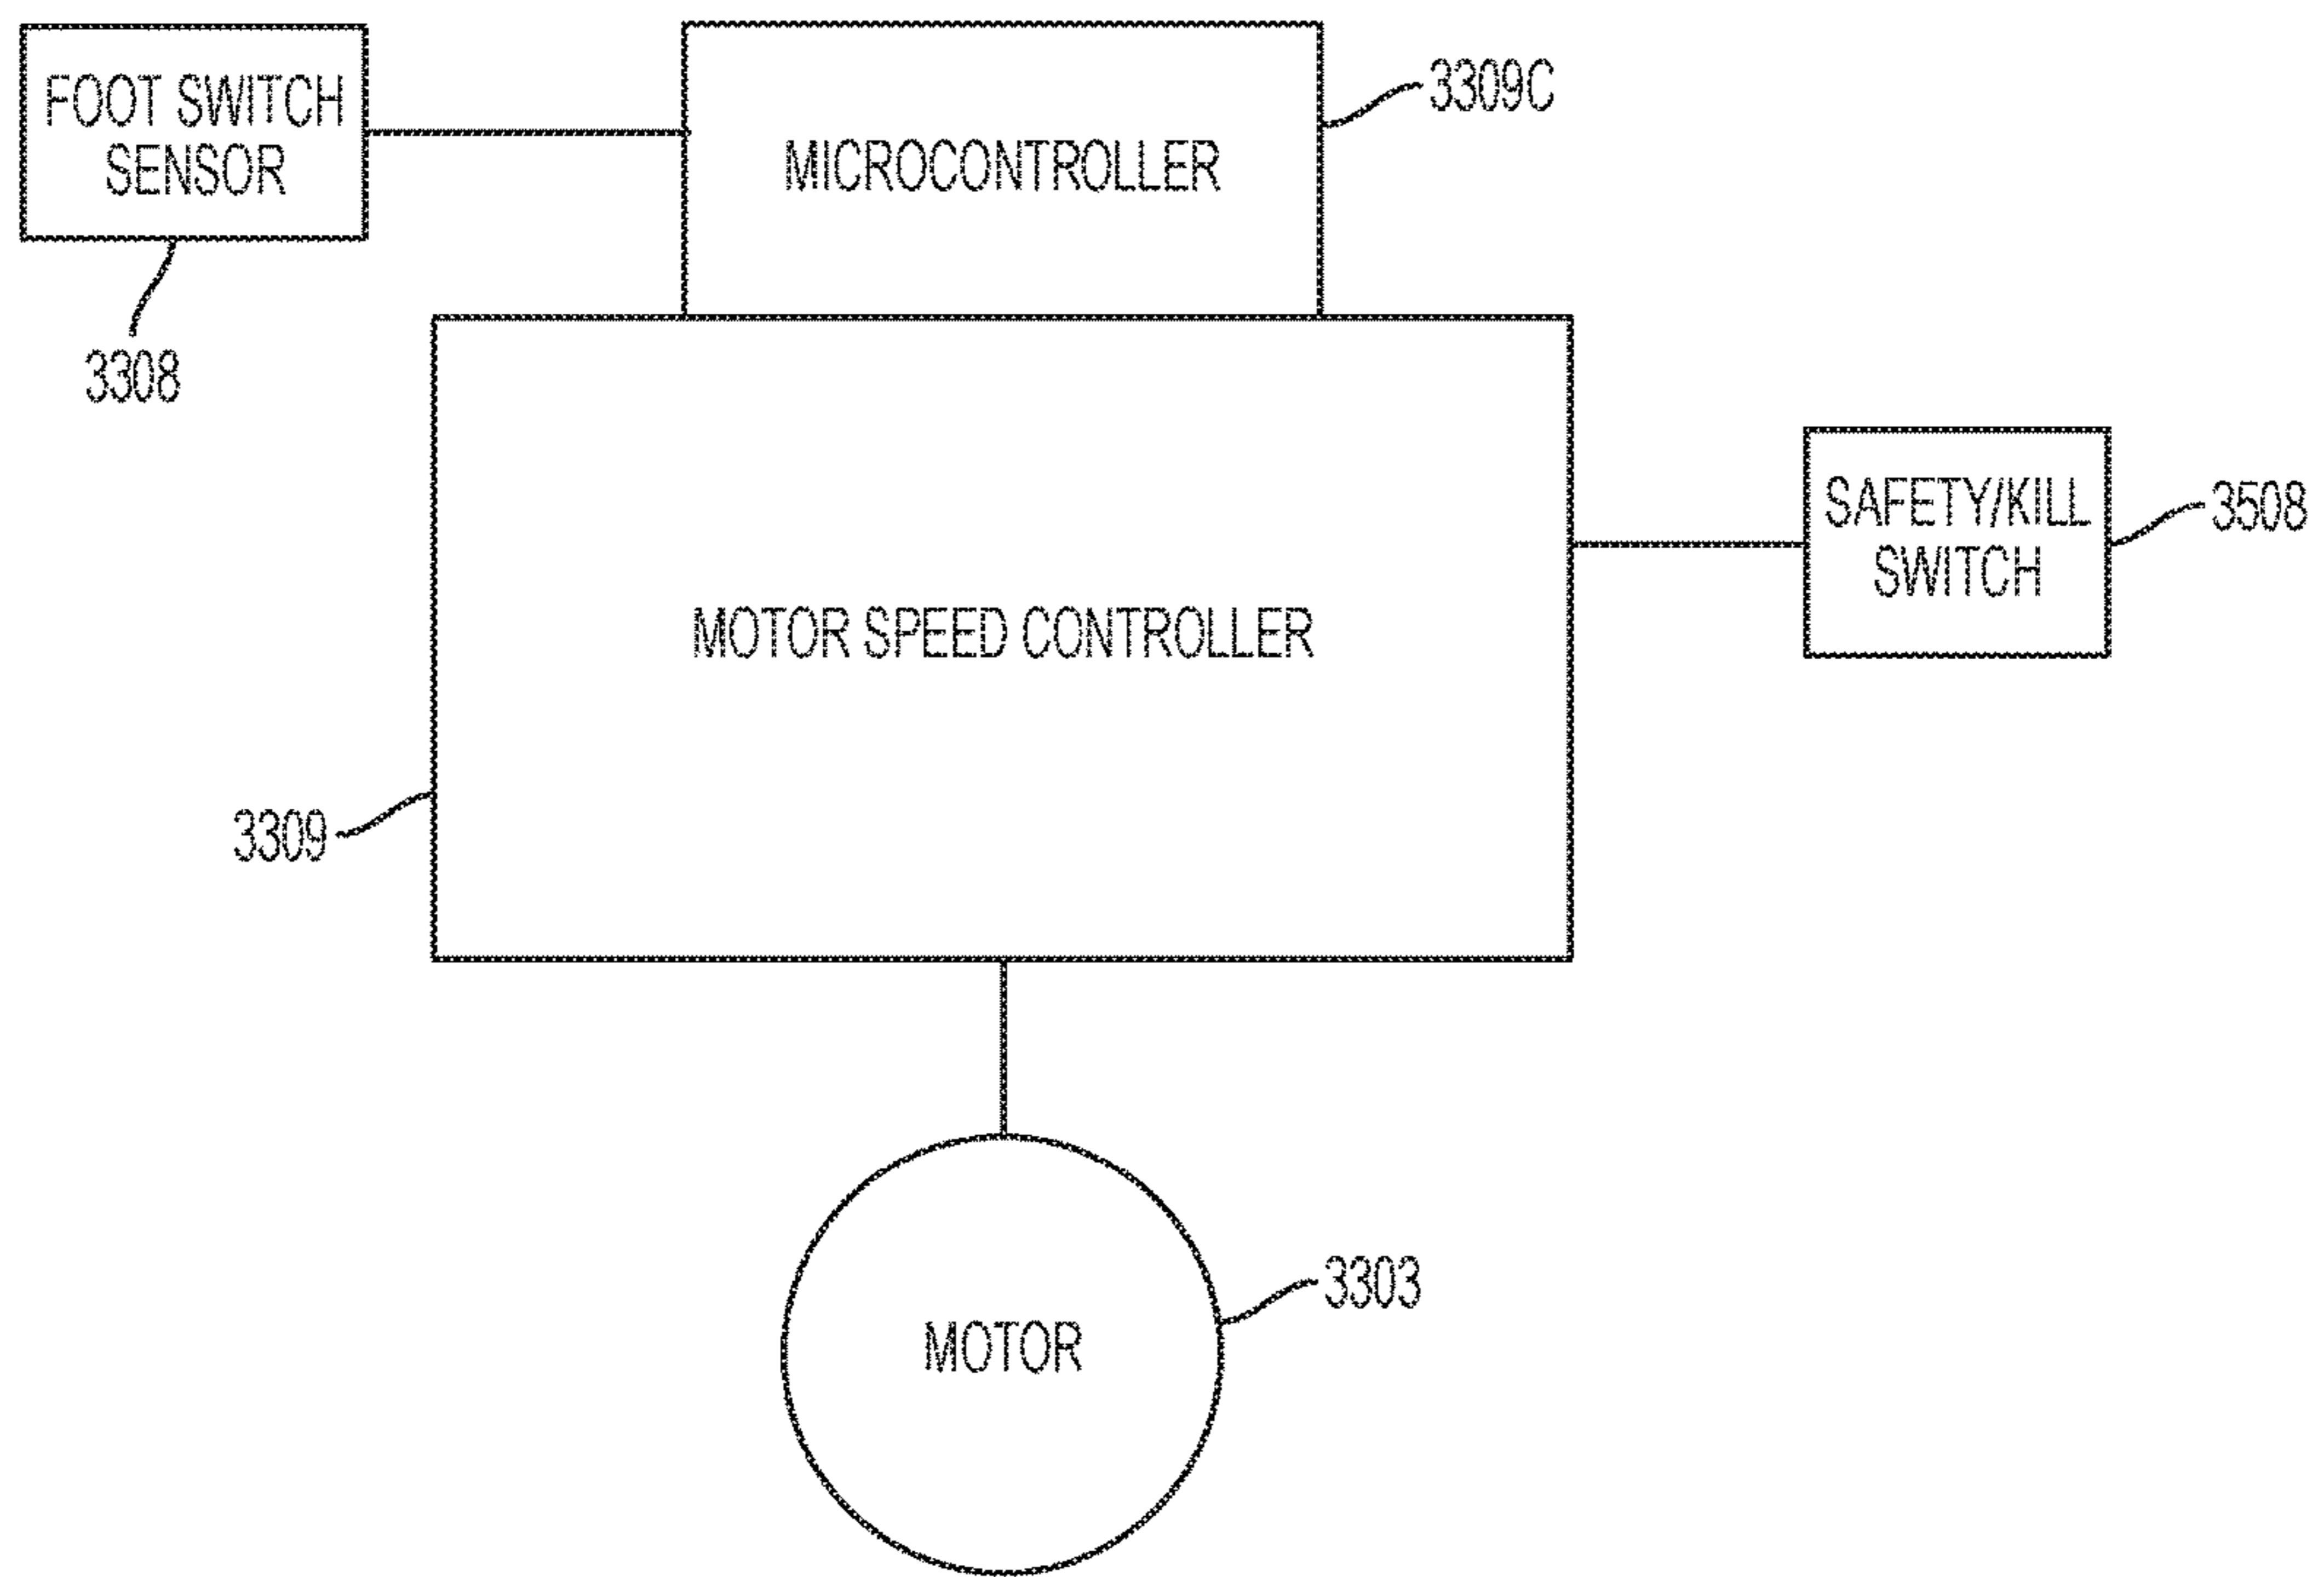 FOOT SWITCH
SENSOR
3308
MICROCONTROLLER
3309C
MOTOR SPEED CONTROLLER
3309
SAFETY/KILL
SWITCH
3508
MOTOR
3303